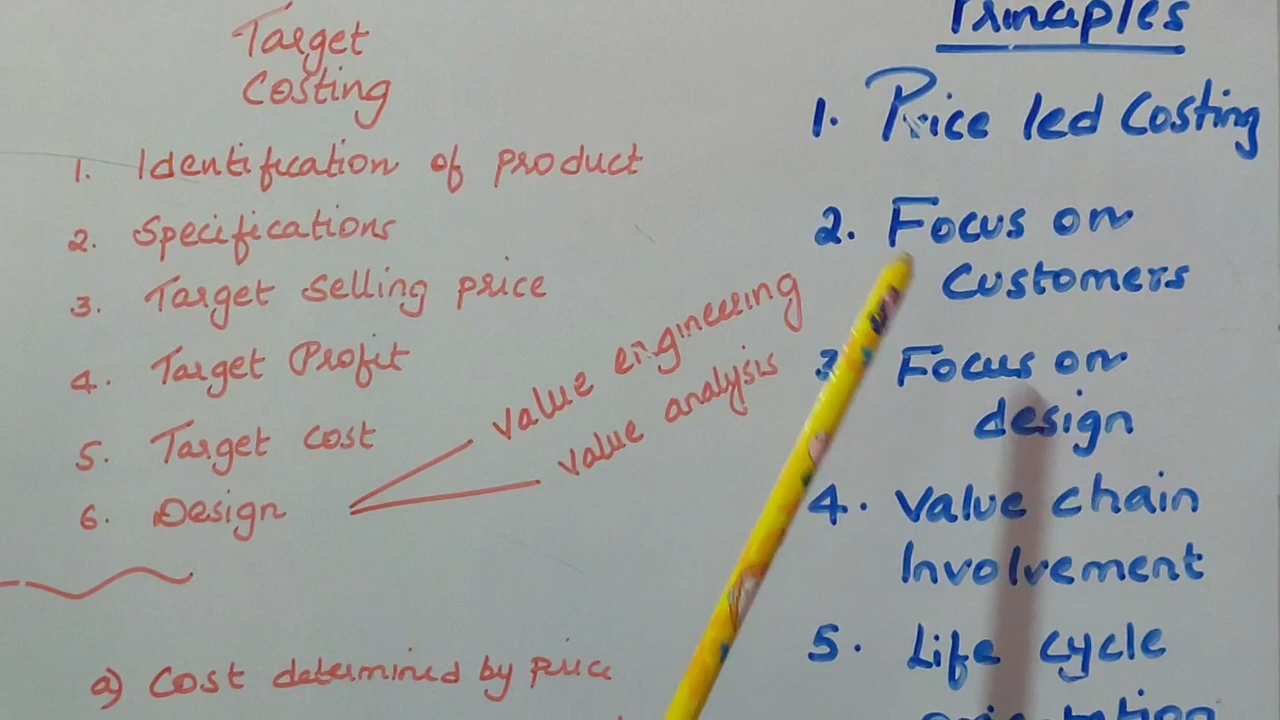 Target
Costing
1. Identification of product
2. Specifications
3. Target Selling price
4. Target Profit
5. Target cost
6. Design
value engineering
value analysis
a) Cost determined by price
Principles
1. Price led Costing
2. Focus on
Customers
3. Focus on
design
4. Value chain
Involvement
5. Life cycle
orientation